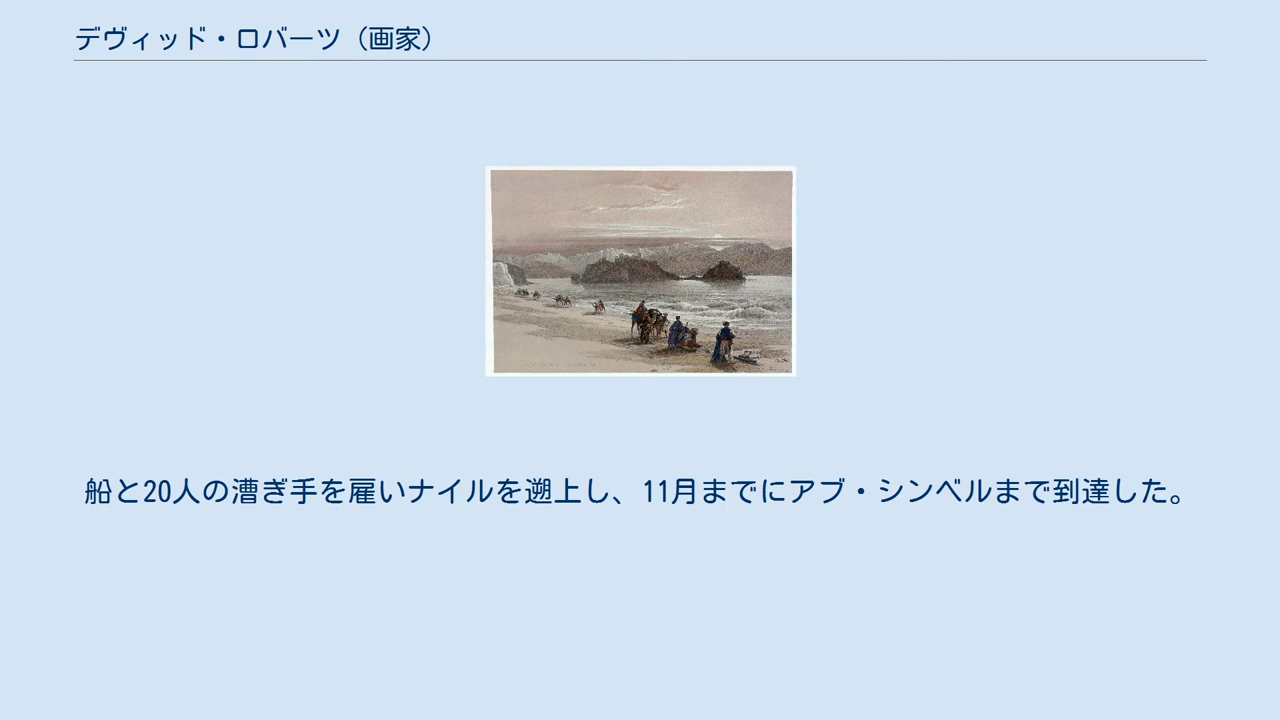 デヴィッド・ロバーツ（画家）
船と20人の漕ぎ手を雇いナイルを遡上し、11月までにアブ・シンベルまで到達した。